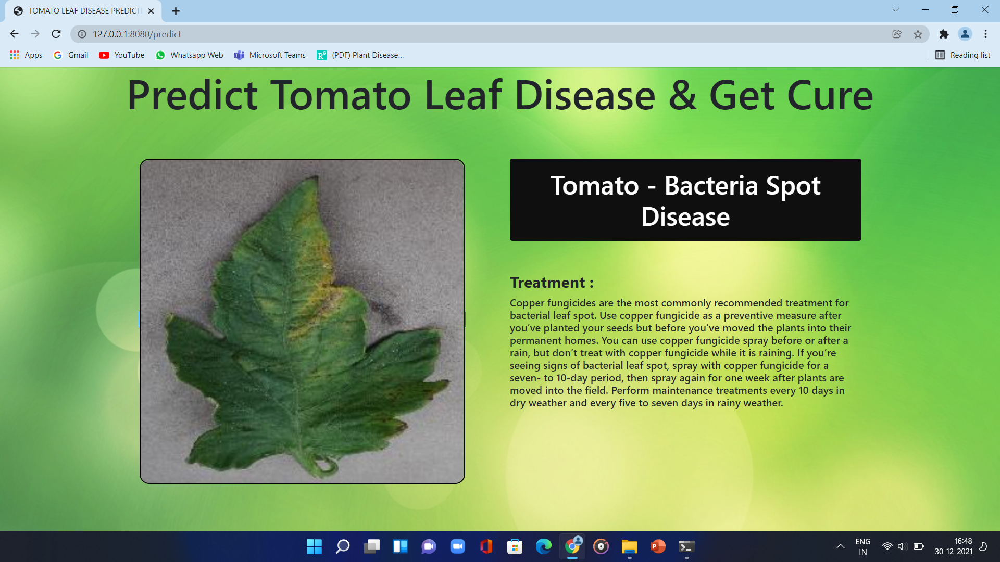 TOMATO LEAF DISEASE PREDICTI
127.0.0.1:8080/predict
Apps Gmail YouTube Whatsapp Web Microsoft Teams (PDF) Plant Disease... Reading list
Predict Tomato Leaf Disease & Get Cure
Tomato - Bacteria Spot
Disease
Treatment :
Copper fungicides are the most commonly recommended treatment for
bacterial leaf spot. Use copper fungicide as a preventive measure after
you’ve planted your seeds but before you’ve moved the plants into their
permanent homes. You can use copper fungicide spray before or after a
rain, but don’t treat with copper fungicide while it is raining. If you’re
seeing signs of bacterial leaf spot, spray with copper fungicide for a
seven- to 10-day period, then spray again for one week after plants are
moved into the field. Perform maintenance treatments every 10 days in
dry weather and every five to seven days in rainy weather.
ENG
IN
16:48
30-12-2021